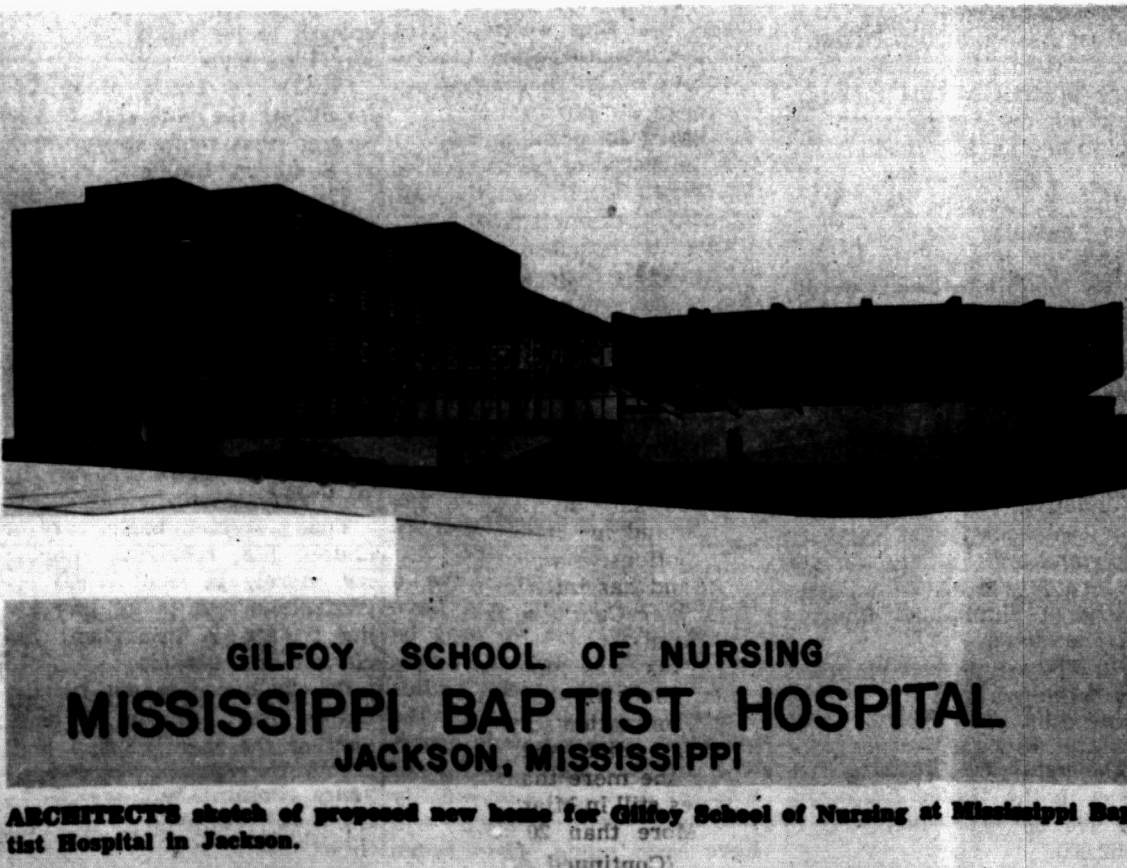 GILFOY SCHOOL OF NURSING
MISSISSIPPI BAPTIST HOSPITAL
JACKSON, MISSISSIPPI
ARCHITECT'S sketch of proposed new home for Gilfoy School of Nursing at Mississippi Bap
tist Hospital in Jackson.